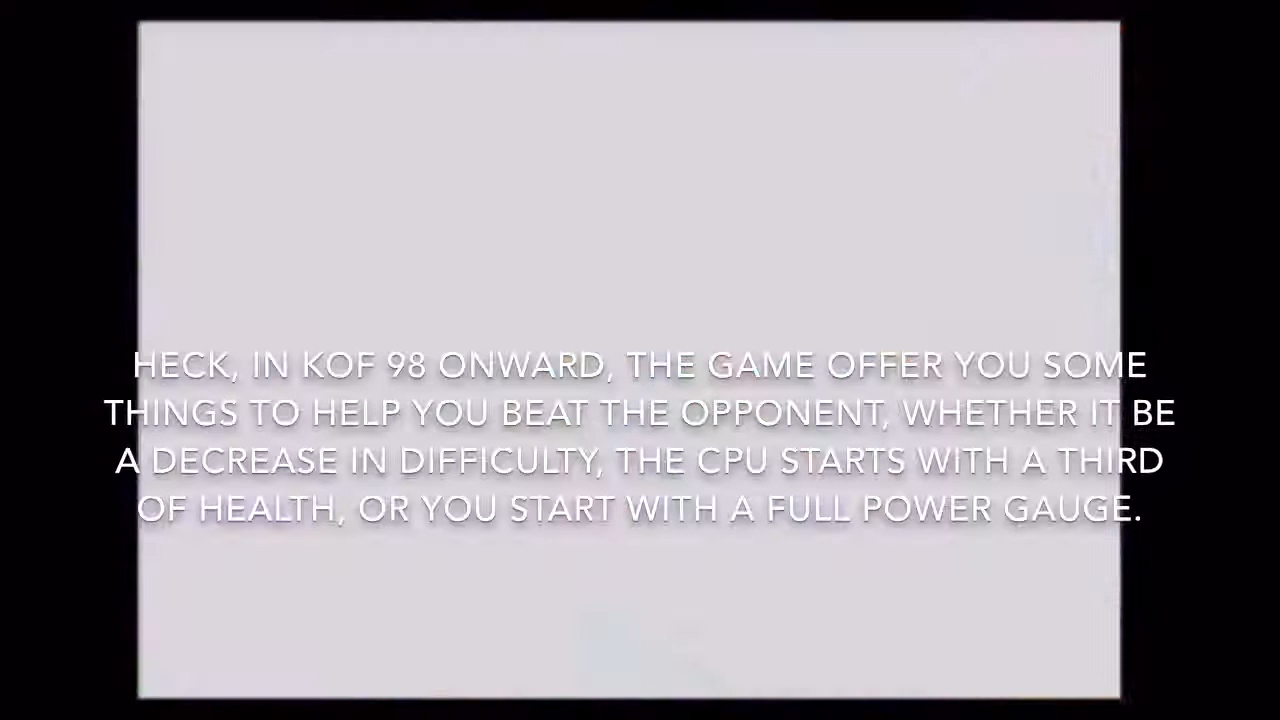 HECK, IN KOF 98 ONWARD, THE GAME OFFER YOU SOME
THINGS TO HELP YOU BEAT THE OPPONENT, WHETHER IT BE
A DECREASE IN DIFFICULTY, THE CPU STARTS WITH A THIRD
OF HEALTH, OR YOU START WITH A FULL POWER GAUGE.